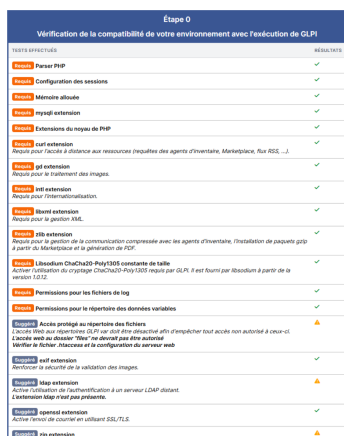 Étape 0
Vérification de la compatibilité de votre environnement avec l'exécution de GLPI
TESTS EFFECTUÉS RÉSULTATS
Requis Parser PHP
Requis Configuration des sessions
Requis Mémoire allouée
Requis mysqli extension
Requis Extensions du noyau de PHP
Requis curl extension
Requis pour l'accès à distance aux ressources (requêtes des agents d'inventaire, Marketplace, flux RSS, ...).
Requis gd extension
Requis pour le traitement des images.
Requis intl extension
Requis pour l'internationalisation.
Requis libxml extension
Requis pour la gestion XML.
Requis zlib extension
Requis pour la gestion de la communication compressée avec les agents d'inventaire, l'installation de paquets gzip
à partir du Marketplace et la génération de PDF.
Requis Libsodium ChaCha20-Poly1305 constante de taille
Activer l'utilisation du cryptage ChaCha20-Poly1305 requis par GLPI. Il est fourni par libsodium à partir de la
version 1.0.12.
Requis Permissions pour les fichiers de log
Requis Permissions pour le répertoire des données variables
Suggéré Accès protégé au répertoire des fichiers
L'accès Web aux répertoires GLPI var doit être désactivé afin d'empêcher tout accès non autorisé à ceux-ci.
L'accès web au dossier "files" ne devrait pas être autorisé
Vérifier le fichier .htaccess et la configuration du serveur web
Suggéré exif extension
Renforcer la sécurité de la validation des images.
Suggéré ldap extension
Active l'utilisation de l'authentification à un serveur LDAP distant.
L'extension ldap n'est pas présente.
Suggéré openssl extension
Active l'envoi de courriel en utilisant SSL/TLS.
Suggéré zip extension